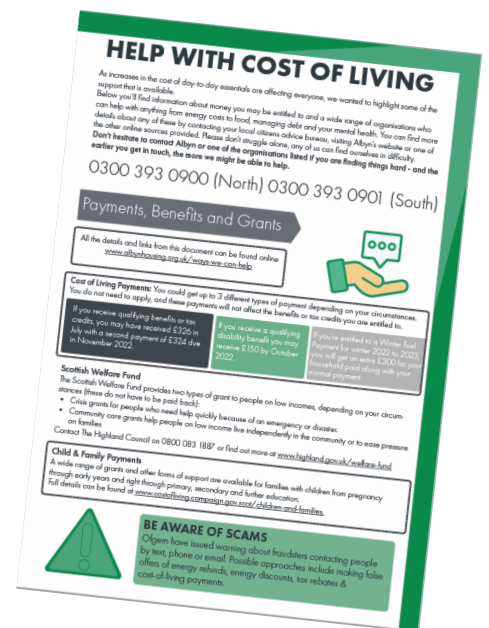 HELP WITH COST OF LIVING
As increases in the cost of day-to-day essentials are affecting everyone, we wanted to highlight some of the
support that is available.
Below you'll find information about money you may be entitled to and a wide range of organisations who
can help with anything from energy costs to food, managing debt and your mental health. You can find more
details about any of these by contacting your local citizens advice bureau, visiting Albyn's website or one of
the other online sources provided. Please don't struggle alone, any of us can find ourselves in difficulty.
Don't hesitate to contact Albyn or one of the organisations listed if you are finding things hard - and the
earlier you get in touch, the more we might be able to help.
0300 393 0900 (North) 0300 393 0901 (South)
Payments, Benefits and Grants
All the details and links from this document can be found online
www.albynhousing.org.uk/ways-we-can-help
Cost of Living Payments: You could get up to 3 different types of payment depending on your circumstances.
You do not need to apply, and these payments will not affect the benefits or tax credits you are entitled to.
If you receive qualifying benefits or tax
credits, you may have received £326 in
July with a second payment of £324 due
in November 2022.
If you receive a qualifying
disability benefit you may
receive £150 by October
2022.
If you're entitled to a Winter Fuel
Payment for winter 2022 to 2023,
you will get an extra £300 for your
household paid along with your
normal payment.
Scottish Welfare Fund
The Scottish Welfare Fund provides two types of grant to people on low incomes, depending on your circum-
stances (these do not have to be paid back):
• Crisis grants for people who need help quickly because of an emergency or disaster.
• Community care grants help people on low income live independently in the community or to ease pressure
on families
Contact The Highland Council on 0800 083 1887 or find out more at www.highland.gov.uk/welfare-fund
Child & Family Payments
A wide range of grants and other forms of support are available for families with children from pregnancy
through early years and right through primary, secondary and further education.
Full details can be found at www.costofliving.campaign.gov.scot/children-and-families.
BE AWARE OF SCAMS
Ofgem have issued warning about fraudsters contacting people
by text, phone or email. Possible approaches include making false
offers of energy refunds, energy discounts, tax rebates &
cost-of-living payments.